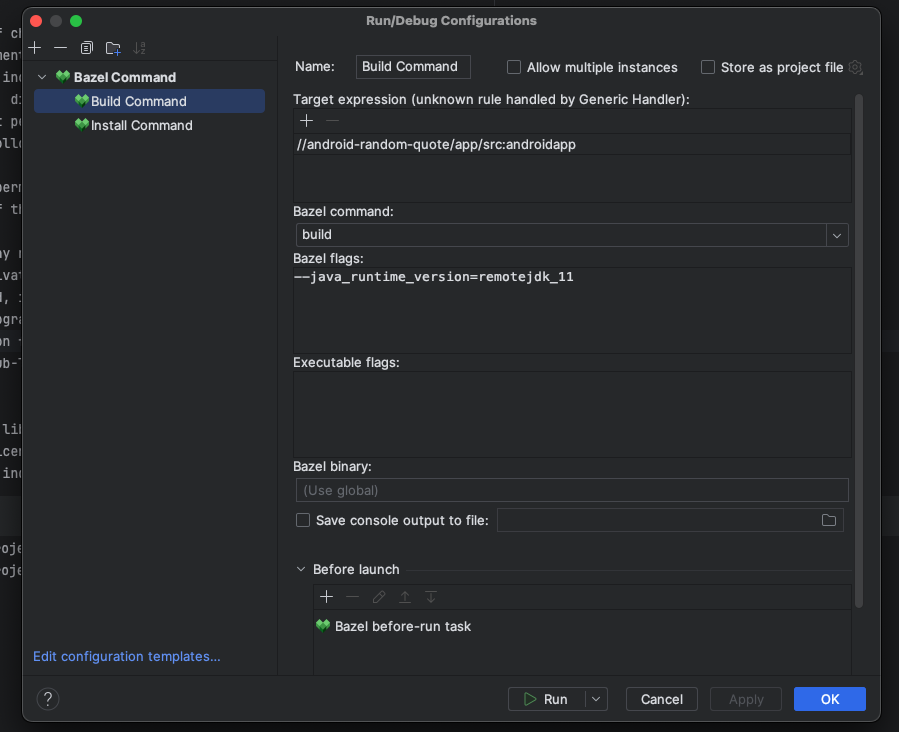 Run/Debug Configurations
Bazel Command
Build Command
Install Command
Edit configuration templates...
Name: Build Command Allow multiple instances Store as project file
Target expression (unknown rule handled by Generic Handler):
//android-random-quote/app/src:androidapp
Bazel command:
build
Bazel flags:
--java_runtime_version=remotejdk_11
Executable flags:
Bazel binary:
(Use global)
Save console output to file:
Before launch
Bazel before-run task
? Run Cancel Apply OK